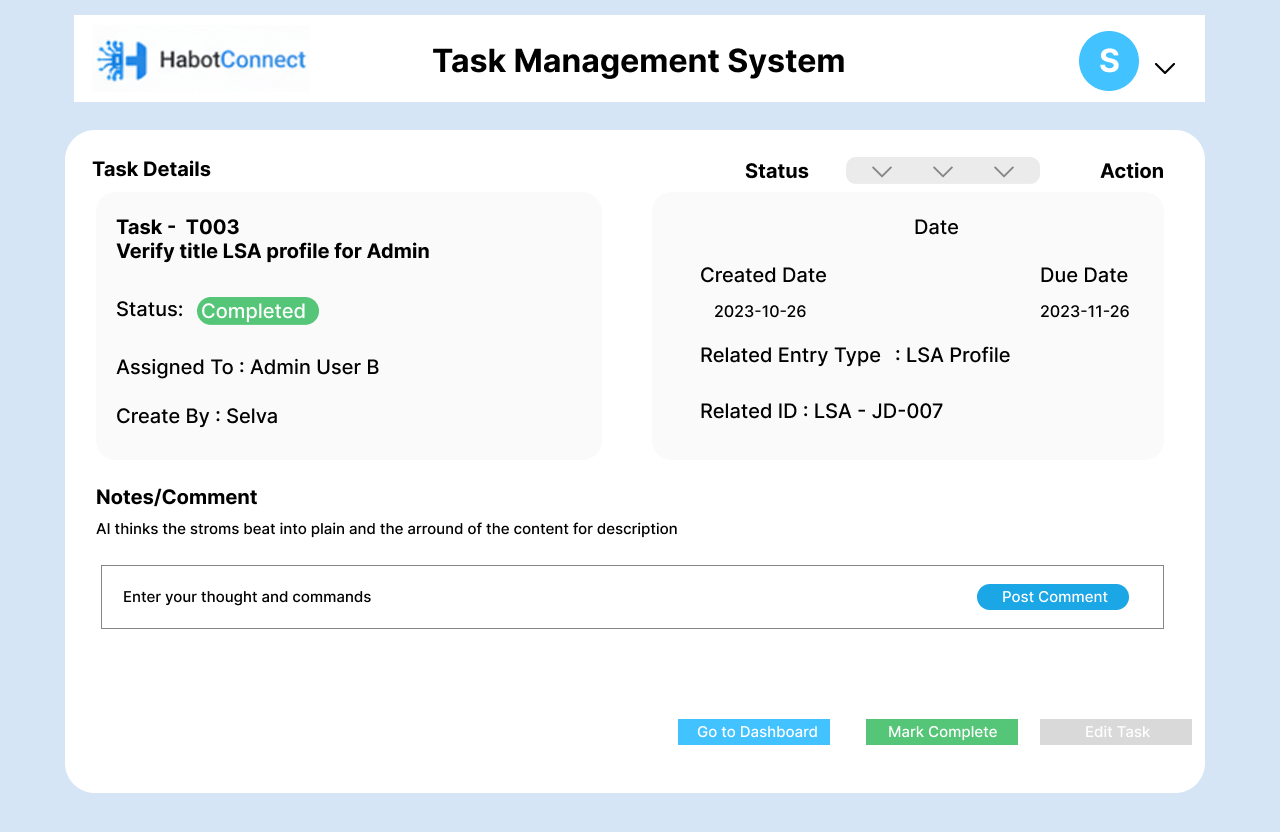 HabotConnect
Task Management System
S
Task Details
Status
Action
Task - T003
Verify title LSA profile for Admin
Status: Completed
Assigned To : Admin User B
Create By : Selva
Date
Created Date
Due Date
2023-10-26
2023-11-26
Related Entry Type : LSA Profile
Related ID : LSA - JD-007
Notes/Comment
AI thinks the stroms beat into plain and the arround of the content for description
Enter your thought and commands
Post Comment
Go to Dashboard
Mark Complete
Edit Task